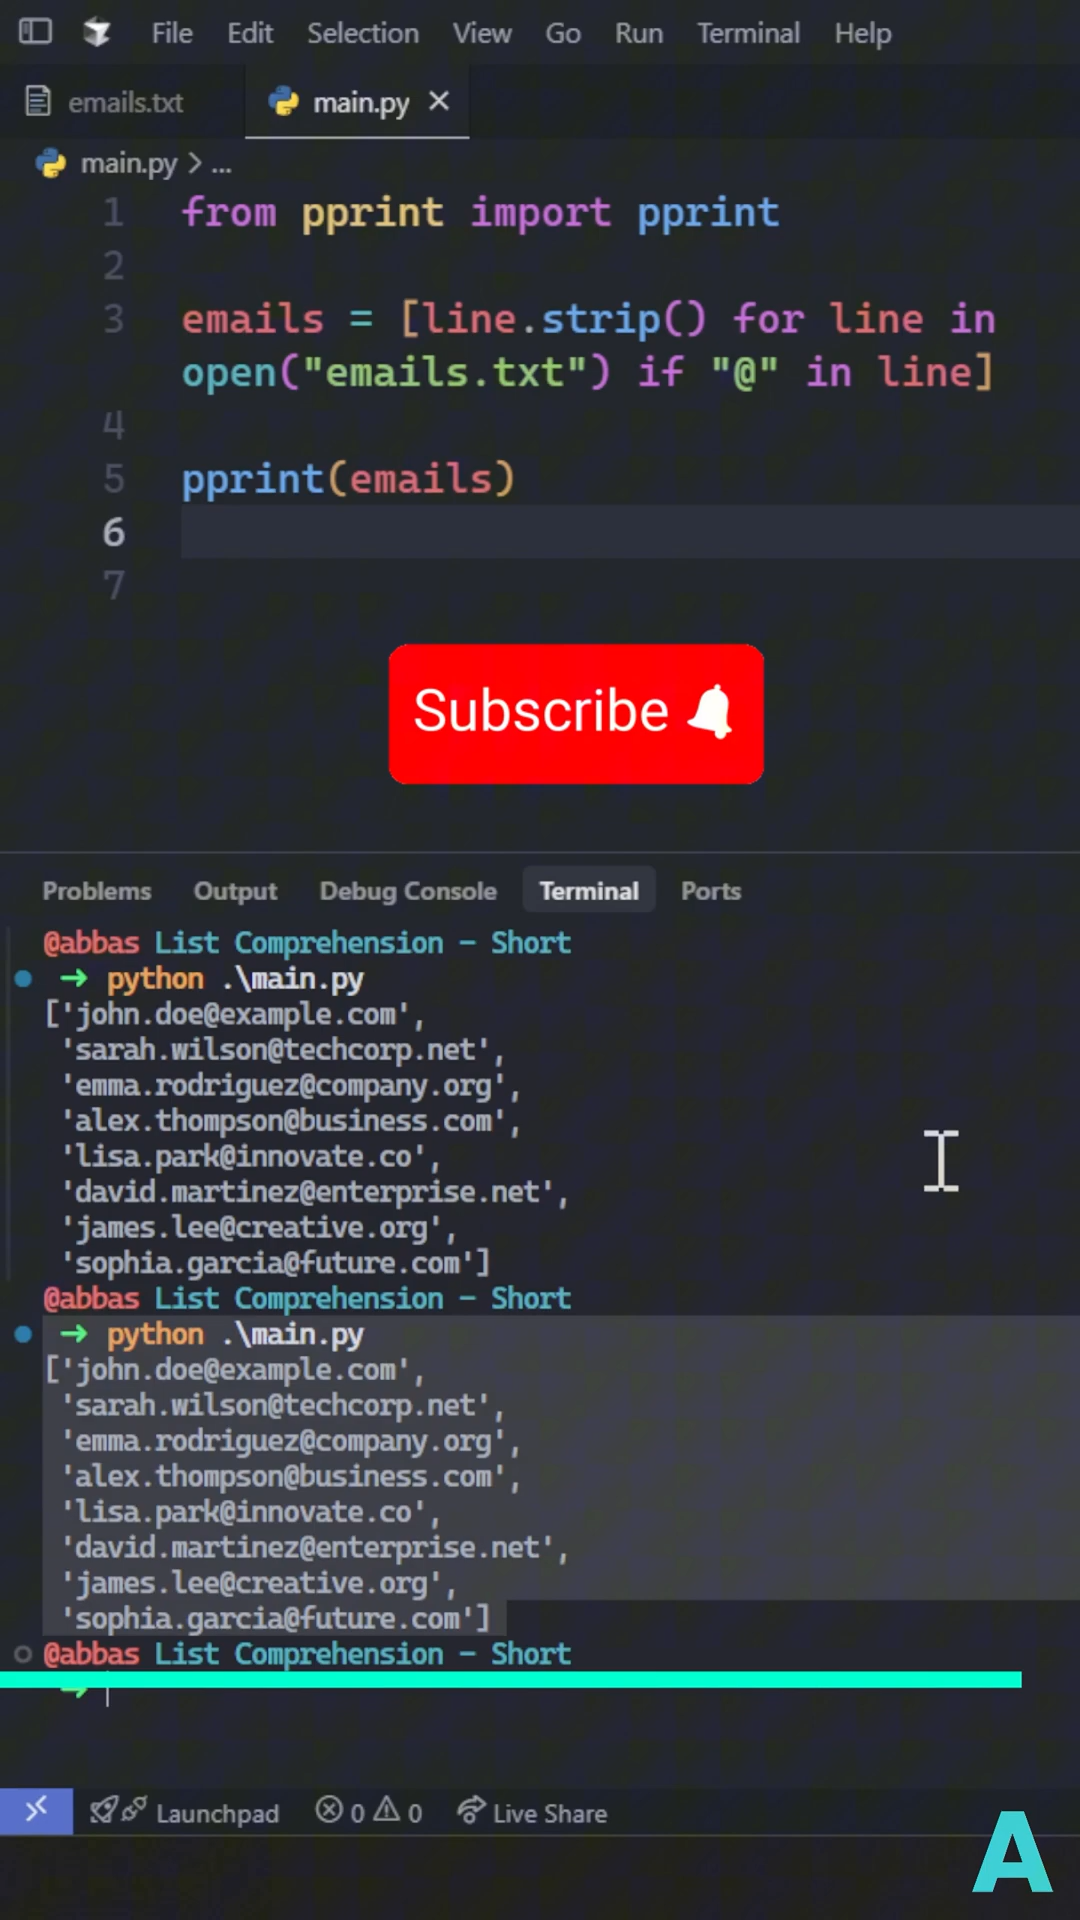 File Edit Selection View Go Run Terminal Help
emails.txt main.py ×
main.py > ...
1 from pprint import pprint
2
3 emails = [line.strip() for line in
open("emails.txt") if "@" in line]
4
5 pprint(emails)
6
7
Subscribe
Problems Output Debug Console Terminal Ports
@abbas List Comprehension - Short
→ python .\main.py
['john.doe@example.com',
'sarah.wilson@techcorp.net',
'emma.rodriguez@company.org',
'alex.thompson@business.com',
'lisa.park@innovate.co',
'david.martinez@enterprise.net',
'james.lee@creative.org',
'sophia.garcia@future.com']
@abbas List Comprehension - Short
→ python .\main.py
['john.doe@example.com',
'sarah.wilson@techcorp.net',
'emma.rodriguez@company.org',
'alex.thompson@business.com',
'lisa.park@innovate.co',
'david.martinez@enterprise.net',
'james.lee@creative.org',
'sophia.garcia@future.com']
@abbas List Comprehension - Short
→
Launchpad 0 0 Live Share
A